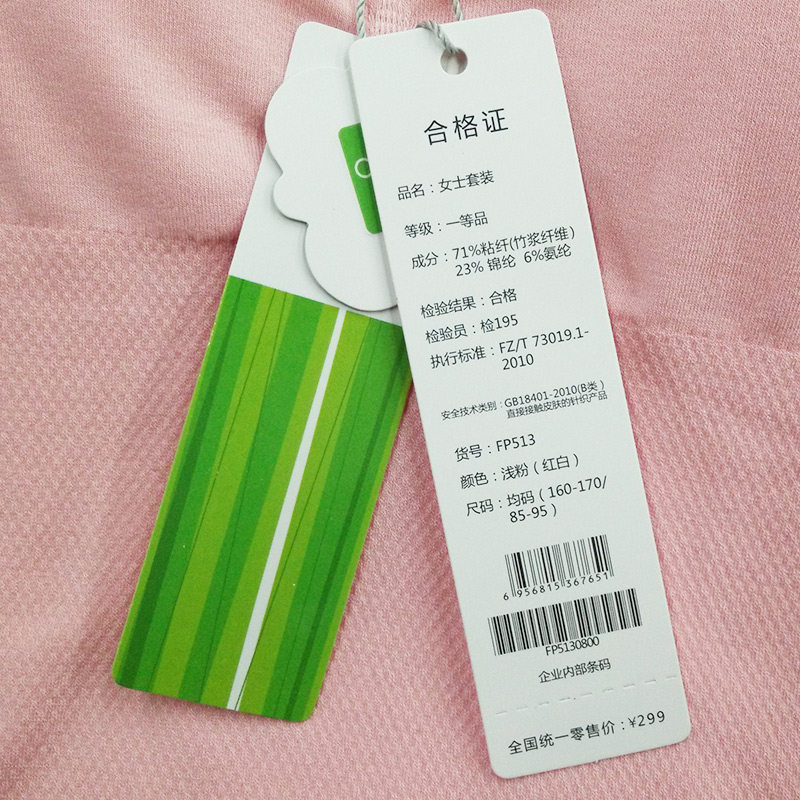 合格证
品名：女士套装
等级：一等品
成分：71%粘纤(竹浆纤维)
23% 锦纶 6%氨纶
检验结果：合格
检验员：检195
执行标准：FZ/T 73019.1-
2010
安全技术类别：GB18401-2010(B类)
直接接触皮肤的针织产品
货号：FP513
颜色：浅粉（红白）
尺码：均码（160-170/
85-95）
6 956815 367651
FP5130800
企业内部条码
全国统一零售价：¥299